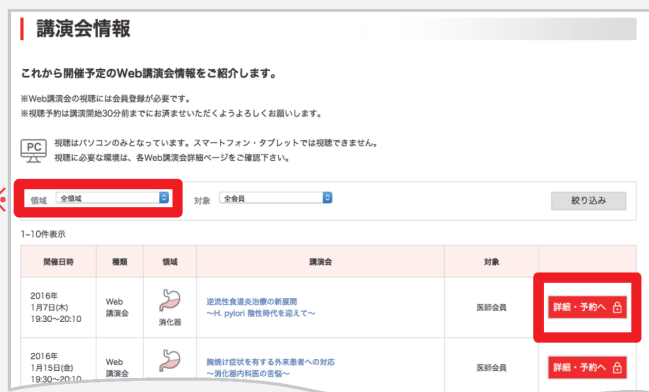 講演会情報
これから開催予定のWeb講演会情報をご紹介します。
※Web講演会の視聴には会員登録が必要です。
※視聴予約は講演開始30分前までにお済ませいただくようよろしくお願いします。
PC
視聴はパソコンのみとなっています。スマートフォン・タブレットでは視聴できません。
視聴に必要な環境は、各Web講演会詳細ページをご確認下さい。
※
領域 全領域 対象 全会員 絞り込み
1~10件表示
開催日時 種類 領域 講演会 対象
2016年
1月7日(木)
19:30〜20:10
Web
講演会
消化器
逆流性食道炎治療の新展開
〜H. pylori 陰性時代を迎えて〜
医師会員
詳細・予約へ
2016年
1月15日(金)
19:30〜20:10
Web
講演会
胸焼け症状を有する外来患者への対応
〜消化器内科医の苦悩〜
医師会員
詳細・予約へ